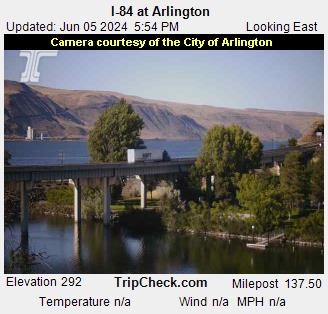 I-84 at Arlington
Updated: Jun 05 2024 5:54 PM Looking East
Camera courtesy of the City of Arlington
Elevation 292 TripCheck.com Milepost 137.50
Temperature n/a Wind n/a MPH n/a